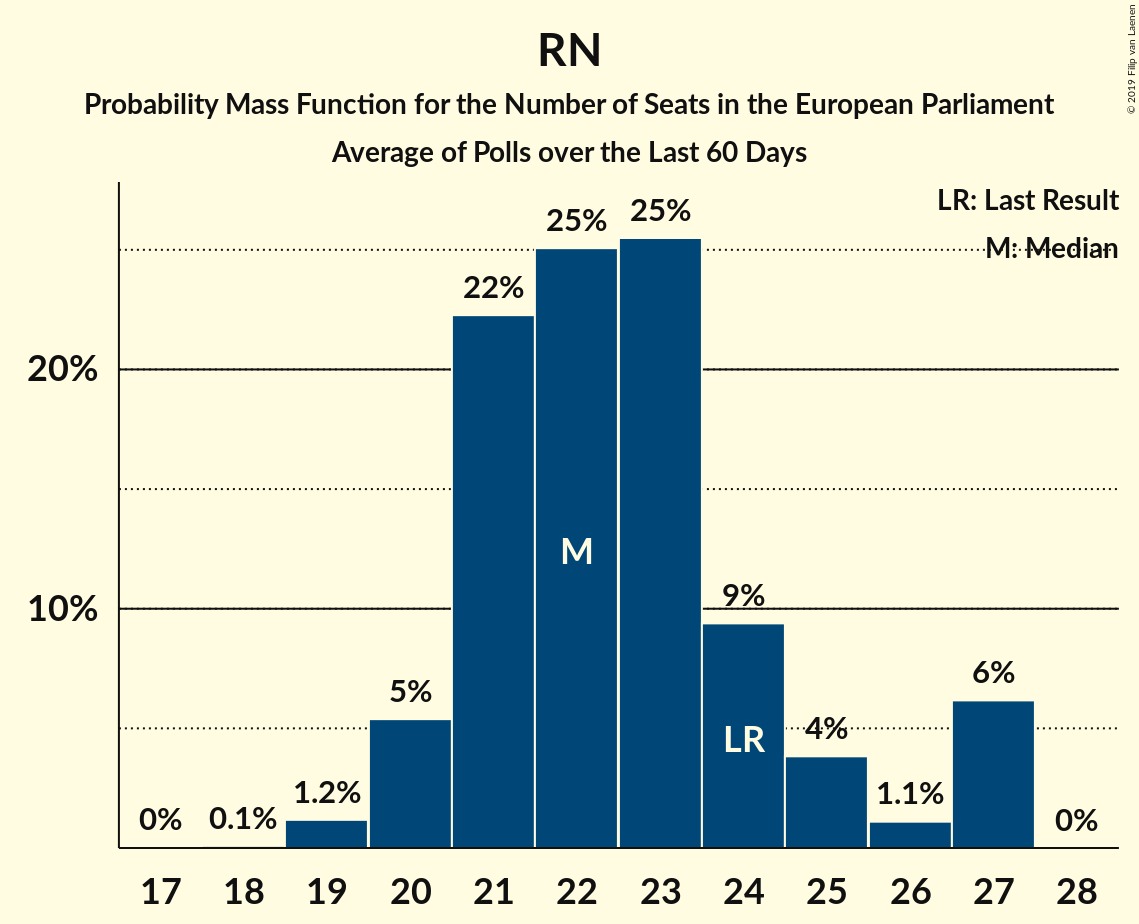 RN
Probability Mass Function for the Number of Seats in the European Parliament
Average of Polls over the Last 60 Days
© 2019 Filip van Laenen
LR: Last Result
M: Median
20%
10%
0%
0.1%
1.2%
5%
22%
25%
25%
9%
4%
1.1%
6%
0%
M
LR
17 18 19 20 21 22 23 24 25 26 27 28